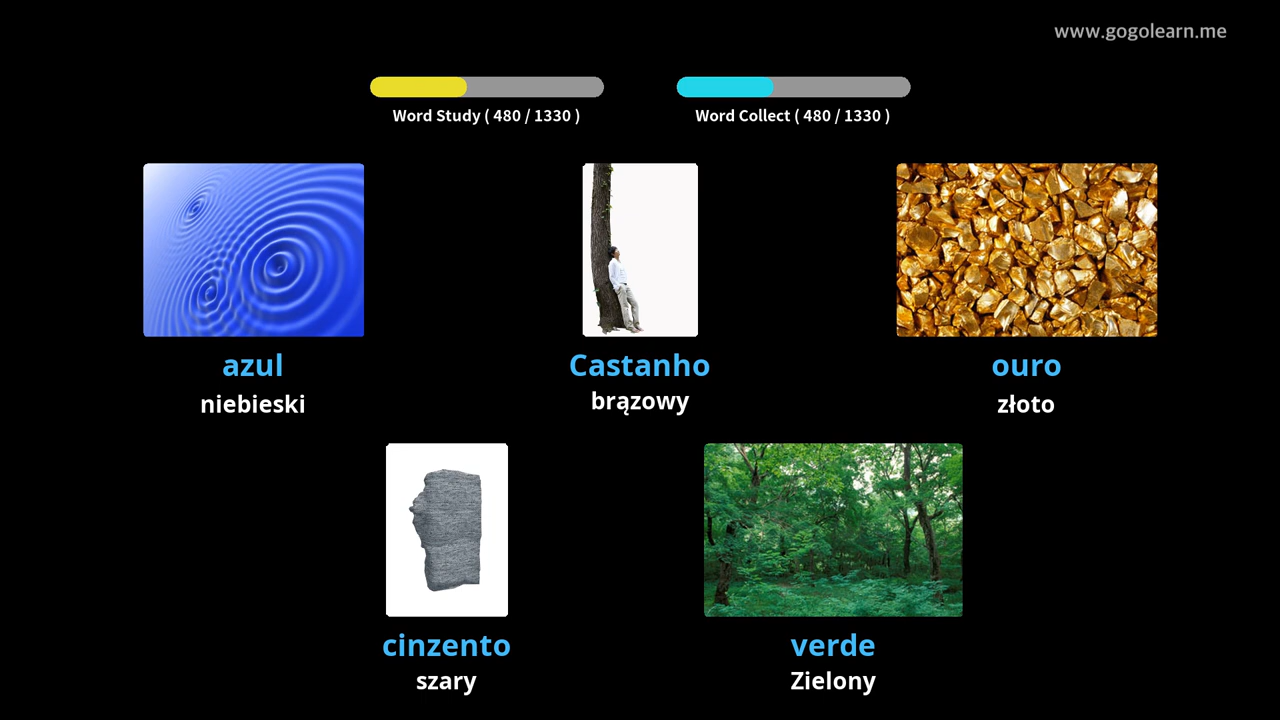 www.gogolearn.me
Word Study ( 480 / 1330 )
Word Collect ( 480 / 1330 )
azul
niebieski
Castanho
brązowy
ouro
złoto
cinzento
szary
verde
Zielony